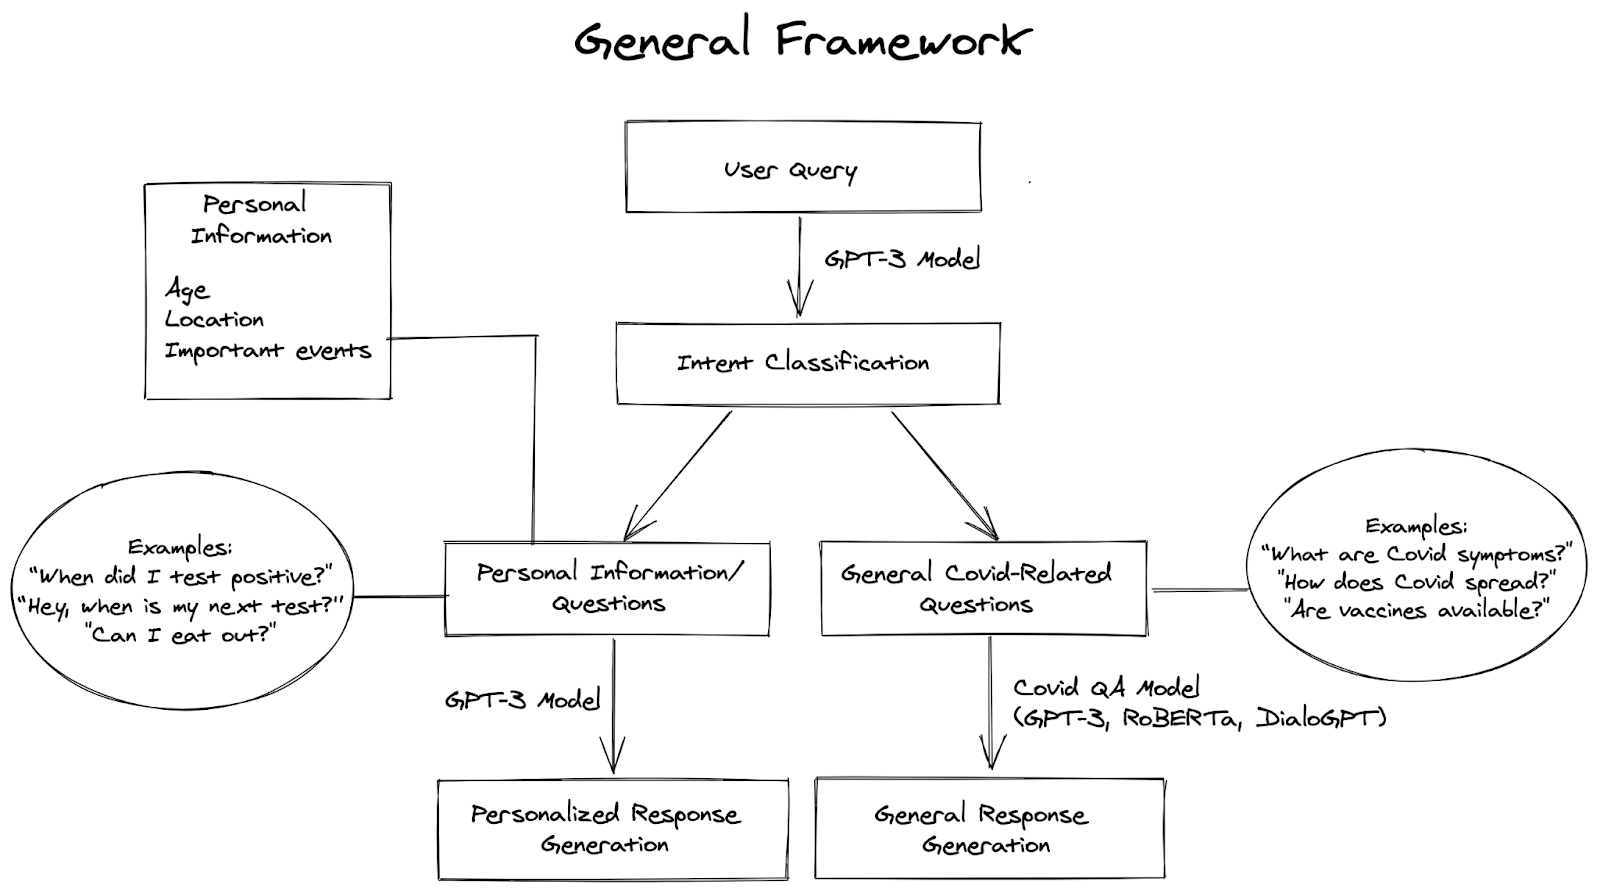 General Framework
User Query
GPT-3 Model
Personal
Information
Age
Location
Important events
Intent Classification
Examples:
"When did I test positive?"
"Hey, when is my next test?"
"Can I eat out?"
Personal Information/
Questions
General Covid-Related
Questions
Examples:
"What are Covid symptoms?"
"How does Covid spread?"
"Are vaccines available?"
GPT-3 Model
Covid QA Model
(GPT-3, RoBERTa, DialoGPT)
Personalized Response
Generation
General Response
Generation